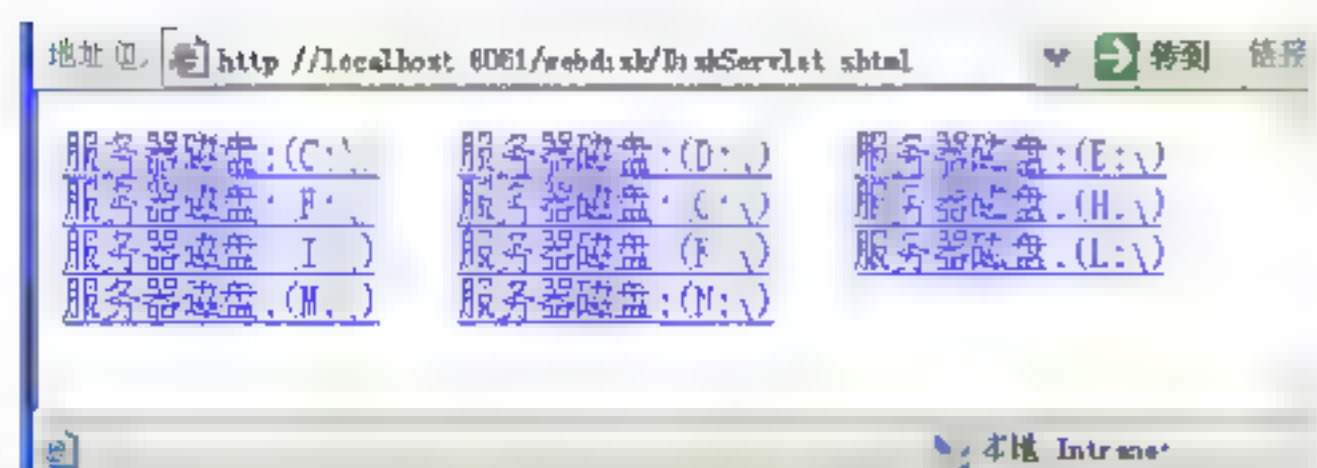 地址 http //localhost 8081/webdisk/DiskServlet shtml 转到 链接
服务器磁盘:(C:\ 服务器磁盘:(D:\) 服务器磁盘:(E:\)
服务器磁盘 服务器磁盘 服务器磁盘.(H.\)
服务器磁盘 I ) 服务器磁盘 服务器磁盘.(L:\)
服务器磁盘.(M. ) 服务器磁盘:(N:\)
本地 Intranet